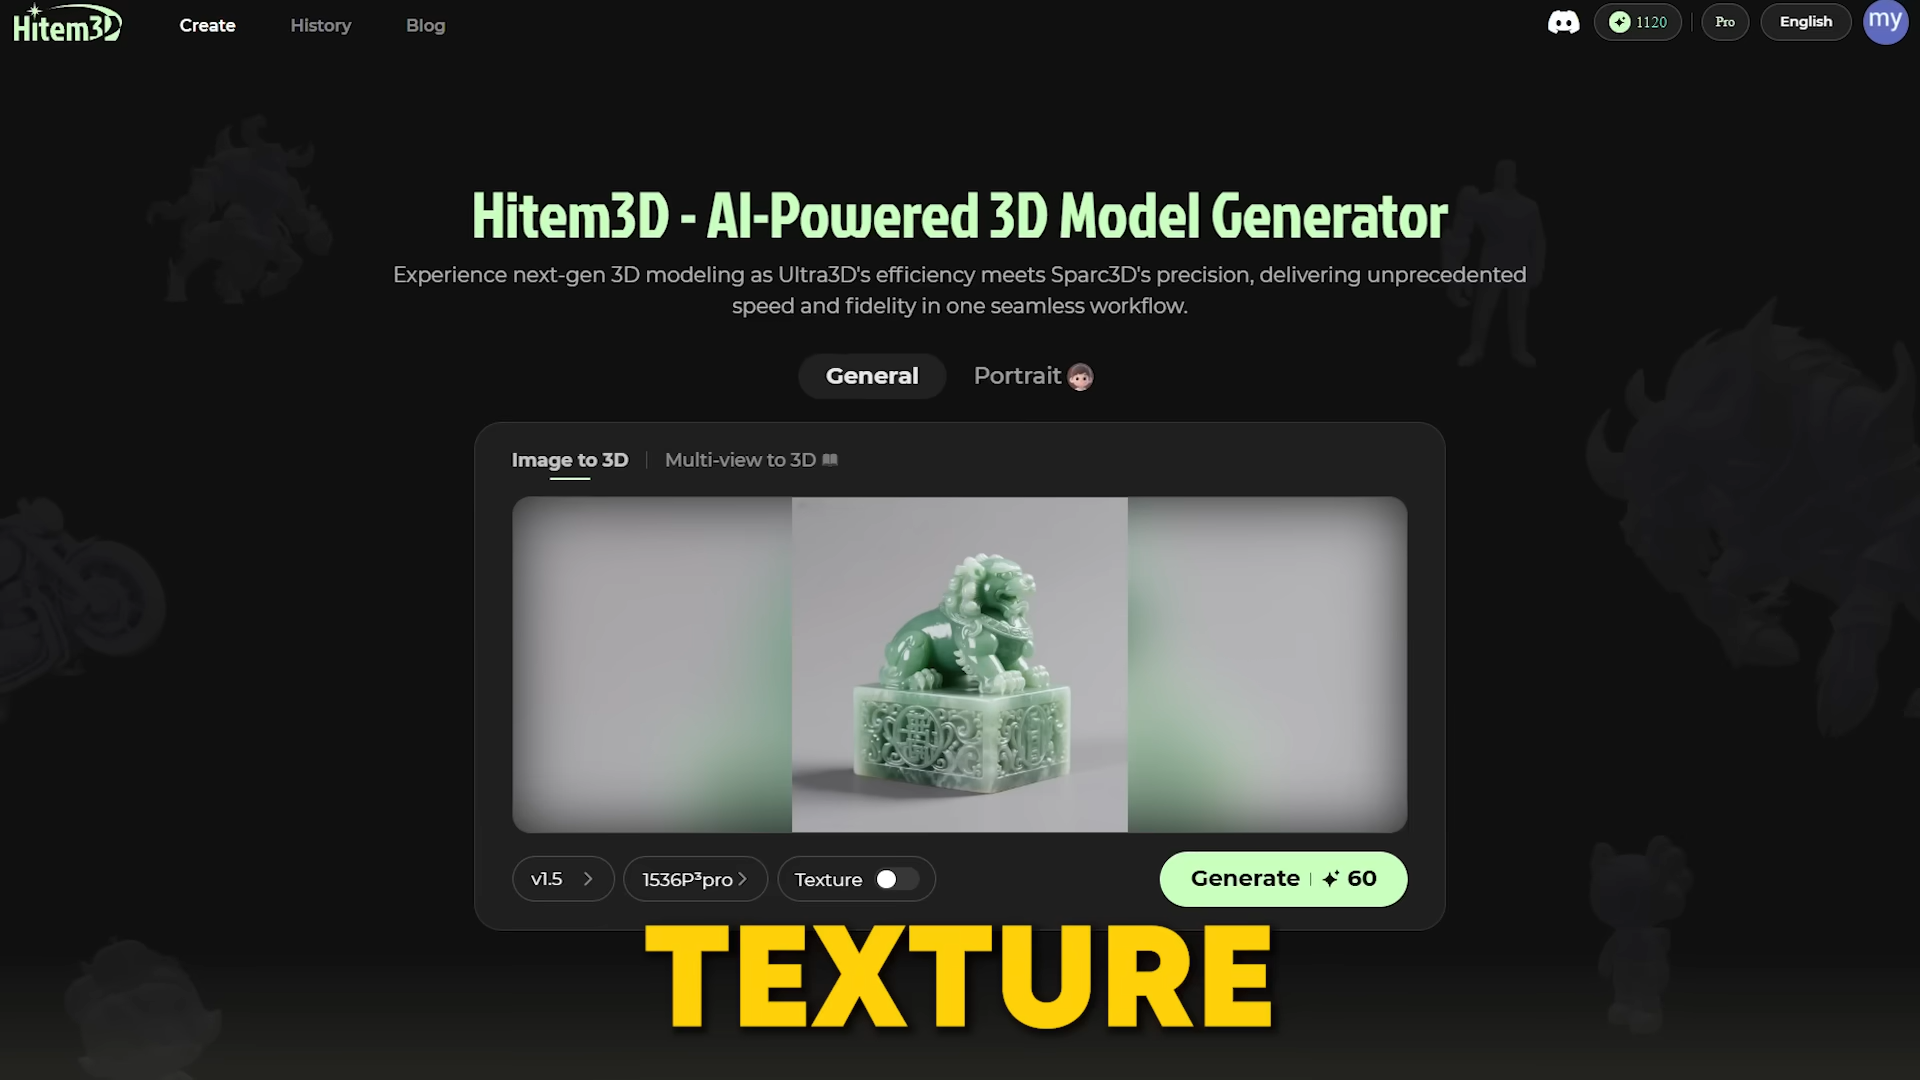 Hitem3D
Create
History
Blog
1120
Pro
English
my
Hitem3D - AI-Powered 3D Model Generator
Experience next-gen 3D modeling as Ultra3D's efficiency meets Sparc3D's precision, delivering unprecedented
speed and fidelity in one seamless workflow.
General
Portrait
Image to 3D
Multi-view to 3D
v1.5
1536P³pro
Texture
Generate
60
TEXTURE